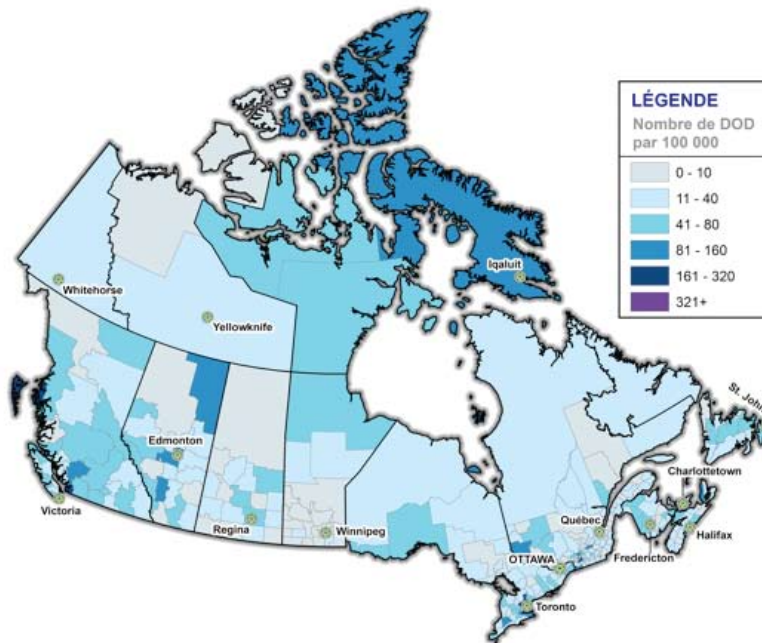 LÉGENDE
Nombre de DOD
par 100 000
0 - 10
11 - 40
41 - 80
81 - 160
161 - 320
321+
Iqaluit
Whitehorse
Yellowknife
St. John
Edmonton
Charlottetown
Victoria
Regina
Winnipeg
Québec
Halifax
OTTAWA
Fredericton
Toronto